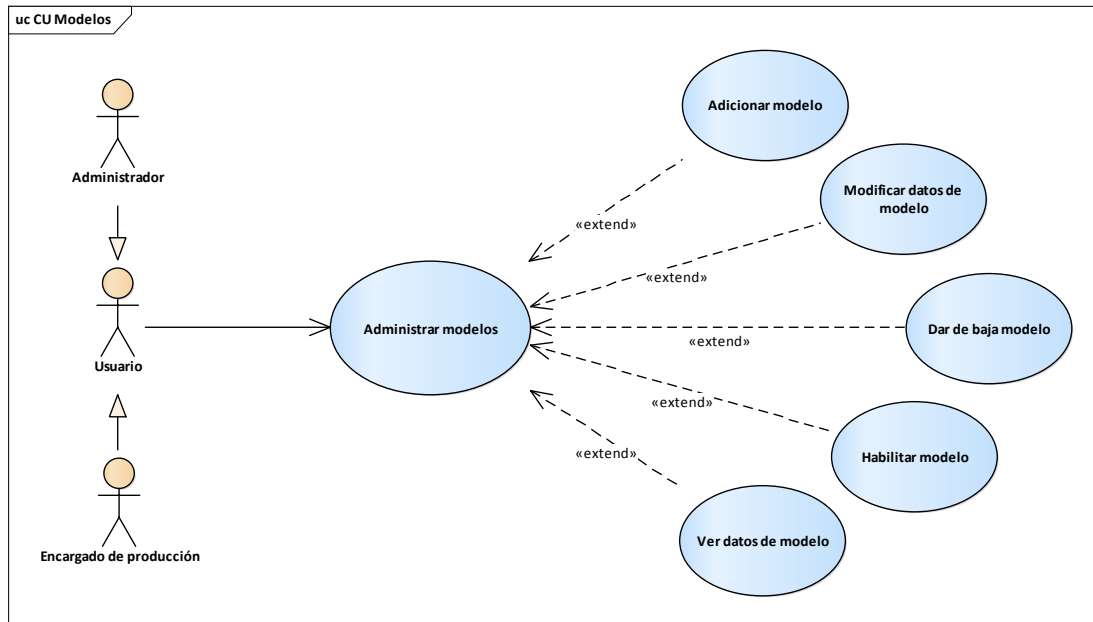 uc CU Modelos
Administrador
Usuario
Encargado de producción
Administrar modelos
Adicionar modelo
«extend»
Modificar datos de
modelo
«extend»
Dar de baja modelo
«extend»
Habilitar modelo
«extend»
Ver datos de modelo
«extend»